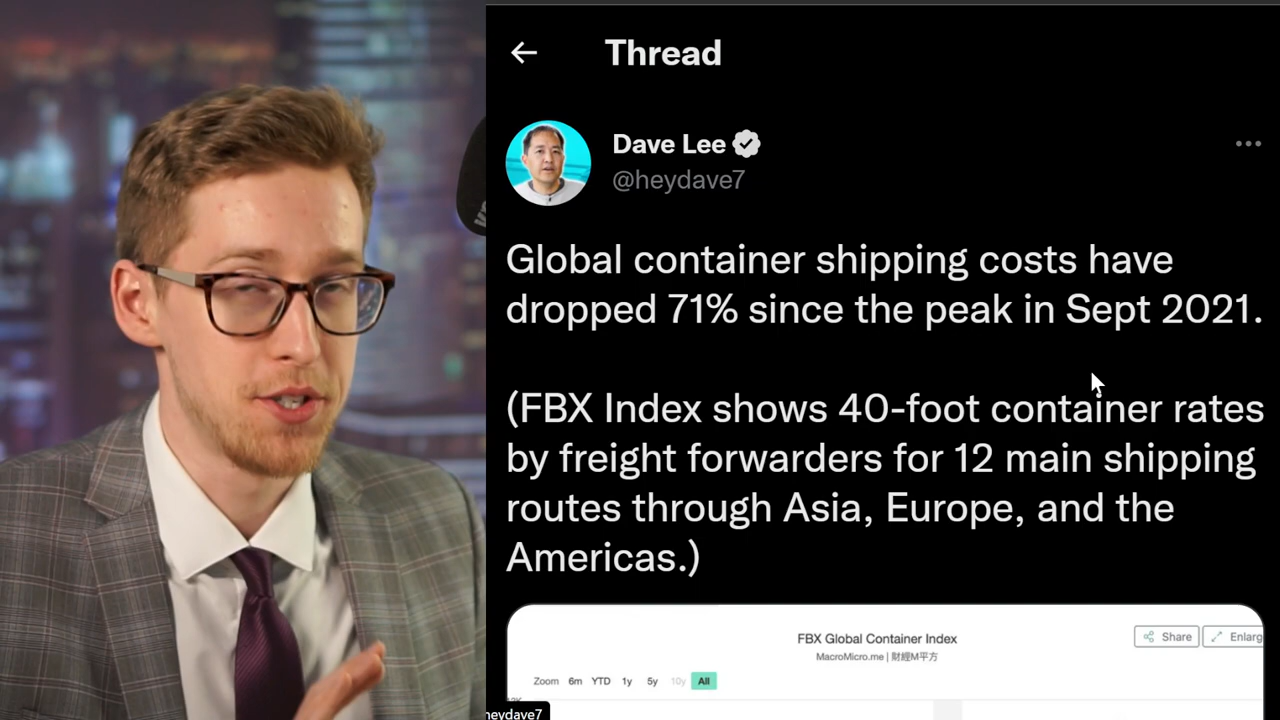 Thread
Dave Lee
@heydave7
Global container shipping costs have
dropped 71% since the peak in Sept 2021.
(FBX Index shows 40-foot container rates
by freight forwarders for 12 main shipping
routes through Asia, Europe, and the
Americas.)
FBX Global Container Index
Share
Enlarg
MacroMicro.me | 財經M平方
Zoom 6m YTD 1y 5y 10y All
heydave7